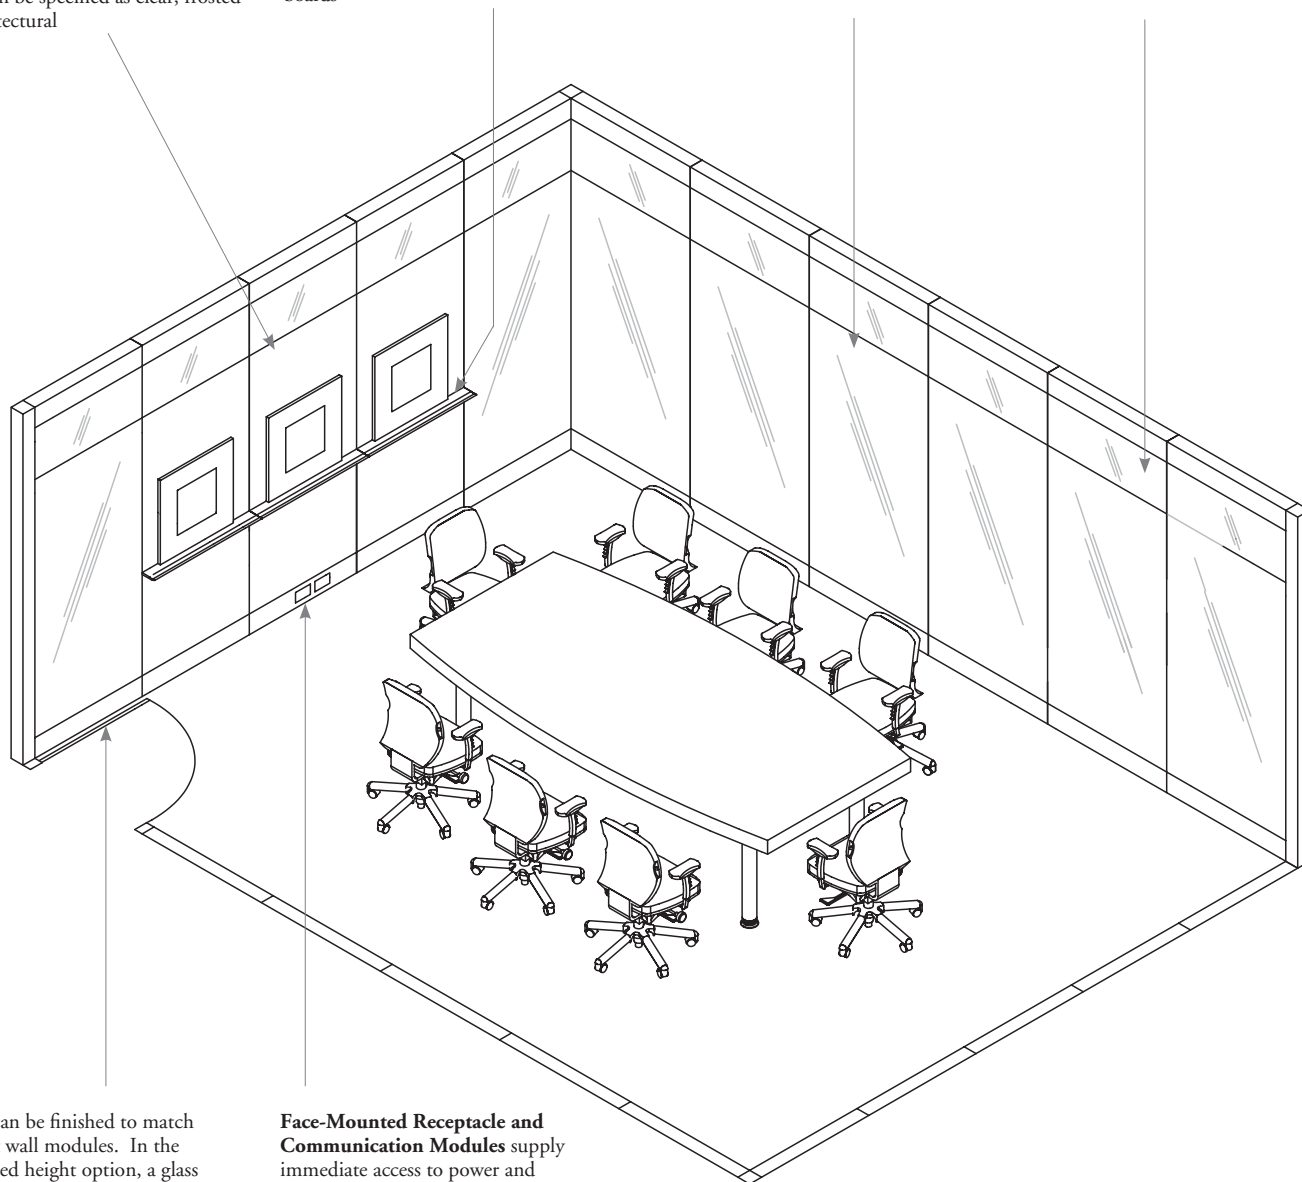 be specified as clear, frosted
tectural
boards
an be finished to match
wall modules. In the
ed height option, a glass
Face-Mounted Receptacle and
Communication Modules supply
immediate access to power and